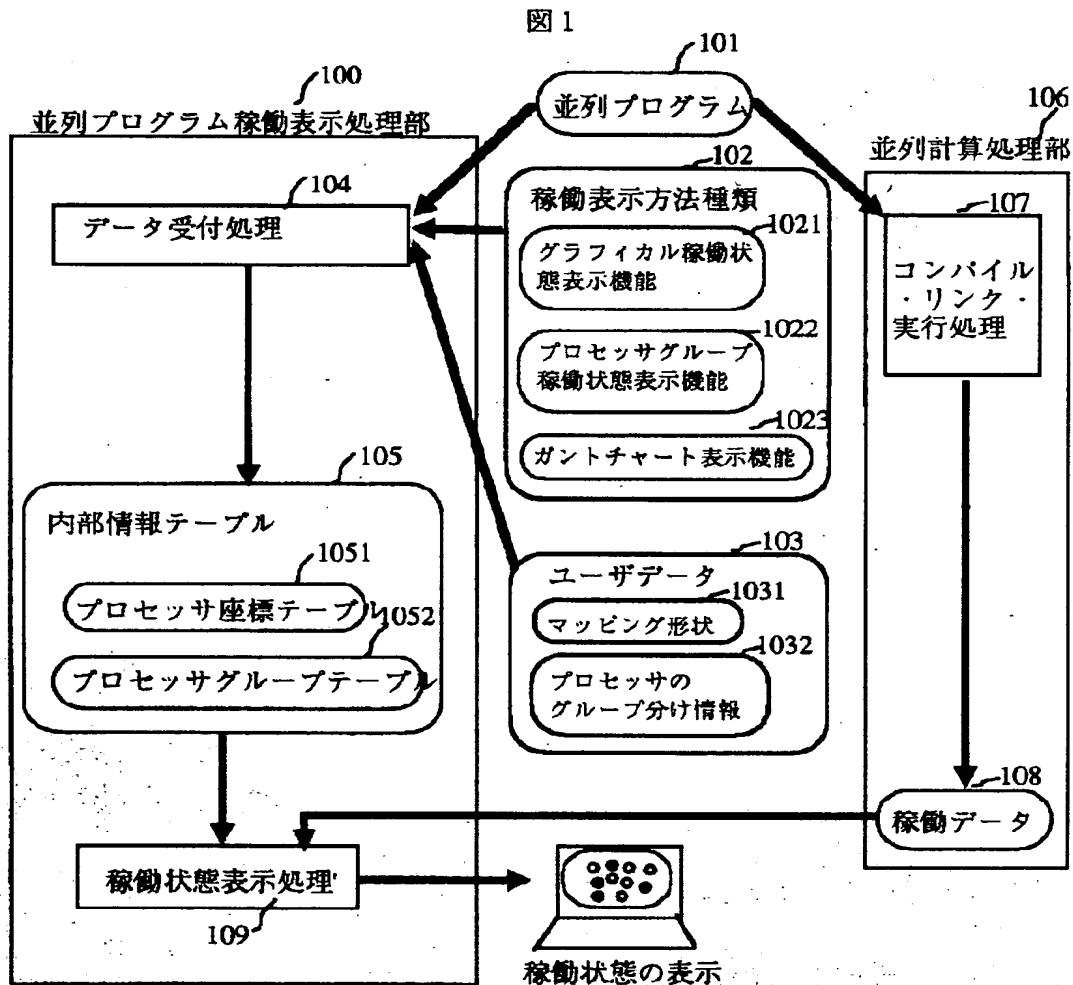 図1
101
並列プログラム
100
並列プログラム稼働表示処理部
106
並列計算処理部
104
データ受付処理
102
稼働表示方法種類
1021
グラフィカル稼働状
態表示機能
1022
プロセッサグループ
稼働状態表示機能
1023
ガントチャート表示機能
107
コンパイル
・リンク・
実行処理
105
内部情報テーブル
1051
プロセッサ座標テーブル
1052
プロセッサグループテーブル
103
ユーザデータ
1031
マッピング形状
1032
プロセッサの
グループ分け情報
108
稼働データ
稼働状態表示処理
109
稼働状態の表示